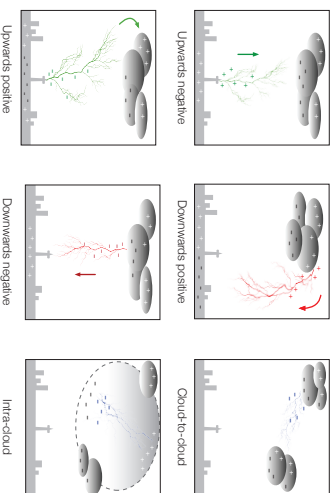 Upwards negative
Downwards positive
Cloud-to-cloud
Upwards positive
Downwards negative
Intra-cloud